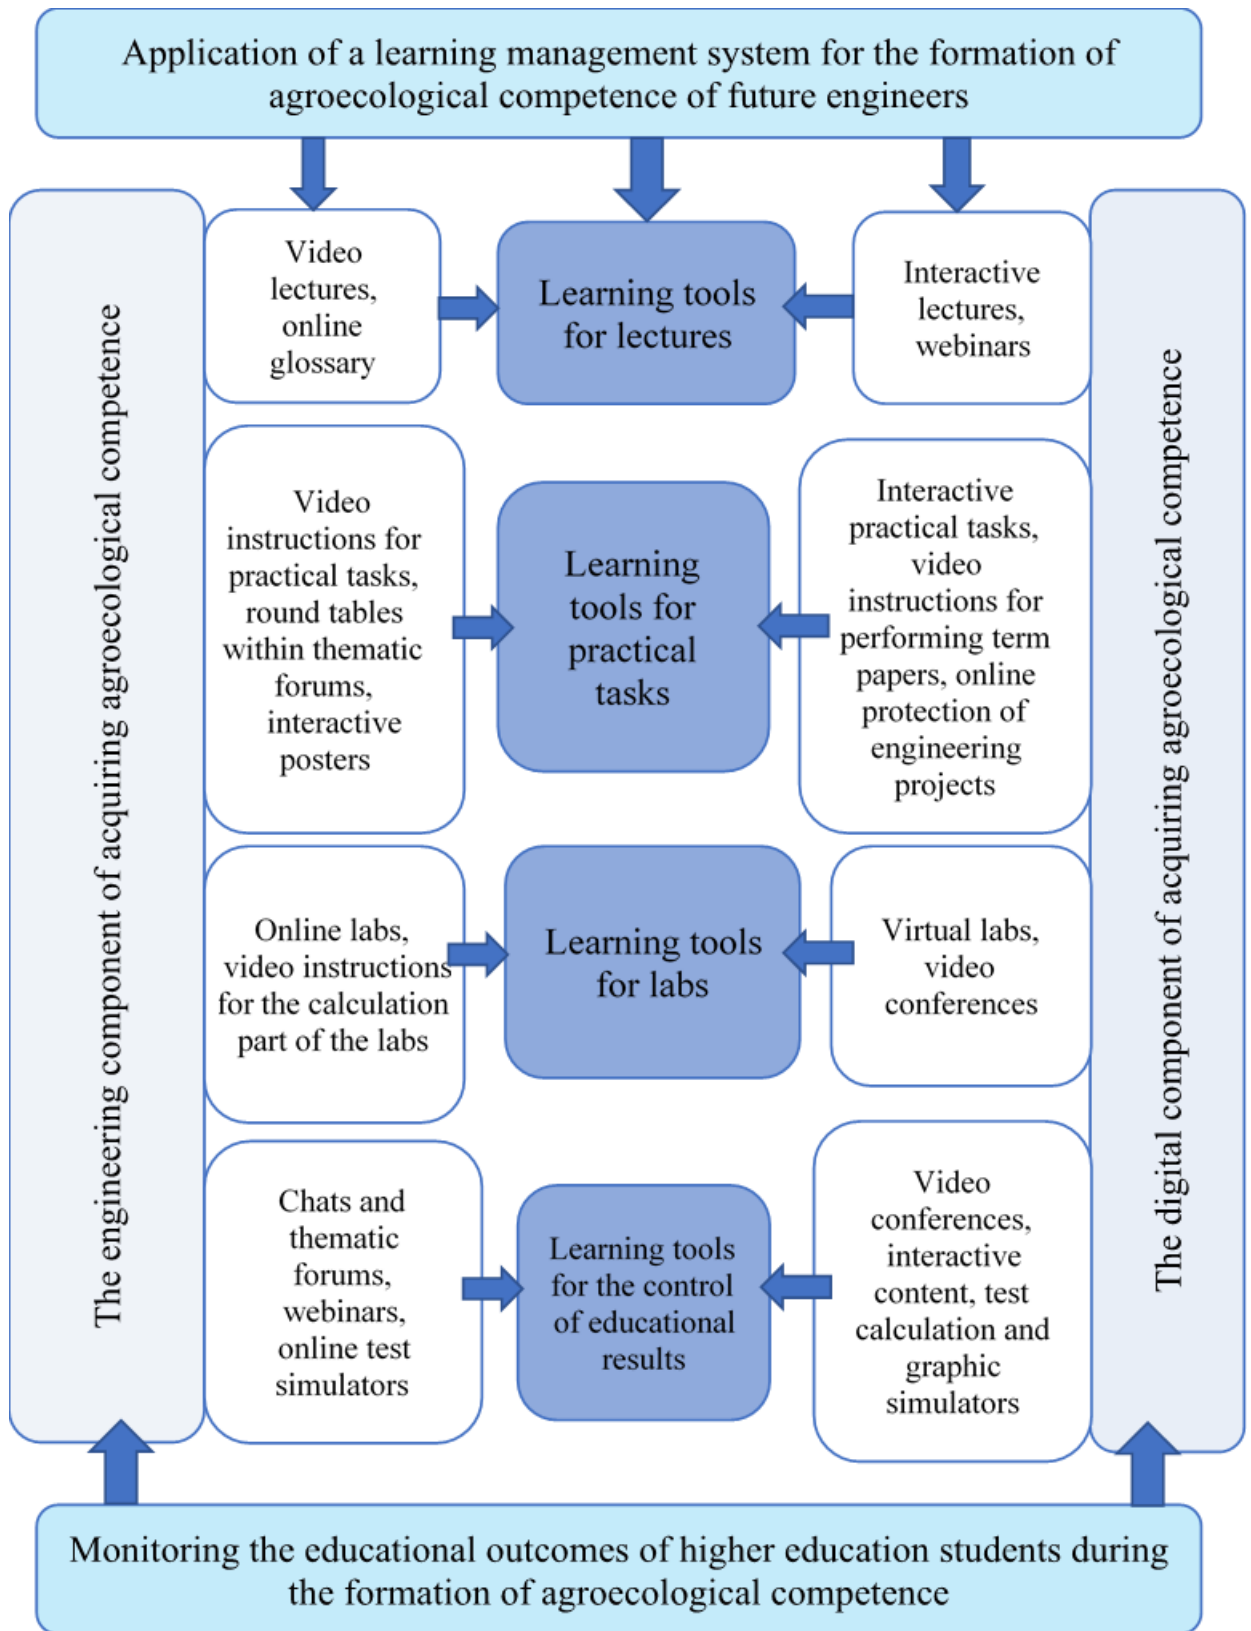 Application of a learning management system for the formation of
agroecological competence of future engineers
The engineering component of acquiring agroecological competence
Video
lectures,
online
glossary
Learning tools
for lectures
Interactive
lectures,
webinars
Video
instructions for
practical tasks,
round tables
within thematic
forums,
interactive
posters
Learning
tools for
practical
tasks
Interactive
practical tasks,
video
instructions for
performing term
papers, online
protection of
engineering
projects
Online labs,
video instructions
for the calculation
part of the labs
Learning tools
for labs
Virtual labs,
video
conferences
Chats and
thematic
forums,
webinars,
online test
simulators
Learning tools
for the control
of educational
results
Video
conferences,
interactive
content, test
calculation and
graphic
simulators
The digital component of acquiring agroecological competence
Monitoring the educational outcomes of higher education students during
the formation of agroecological competence